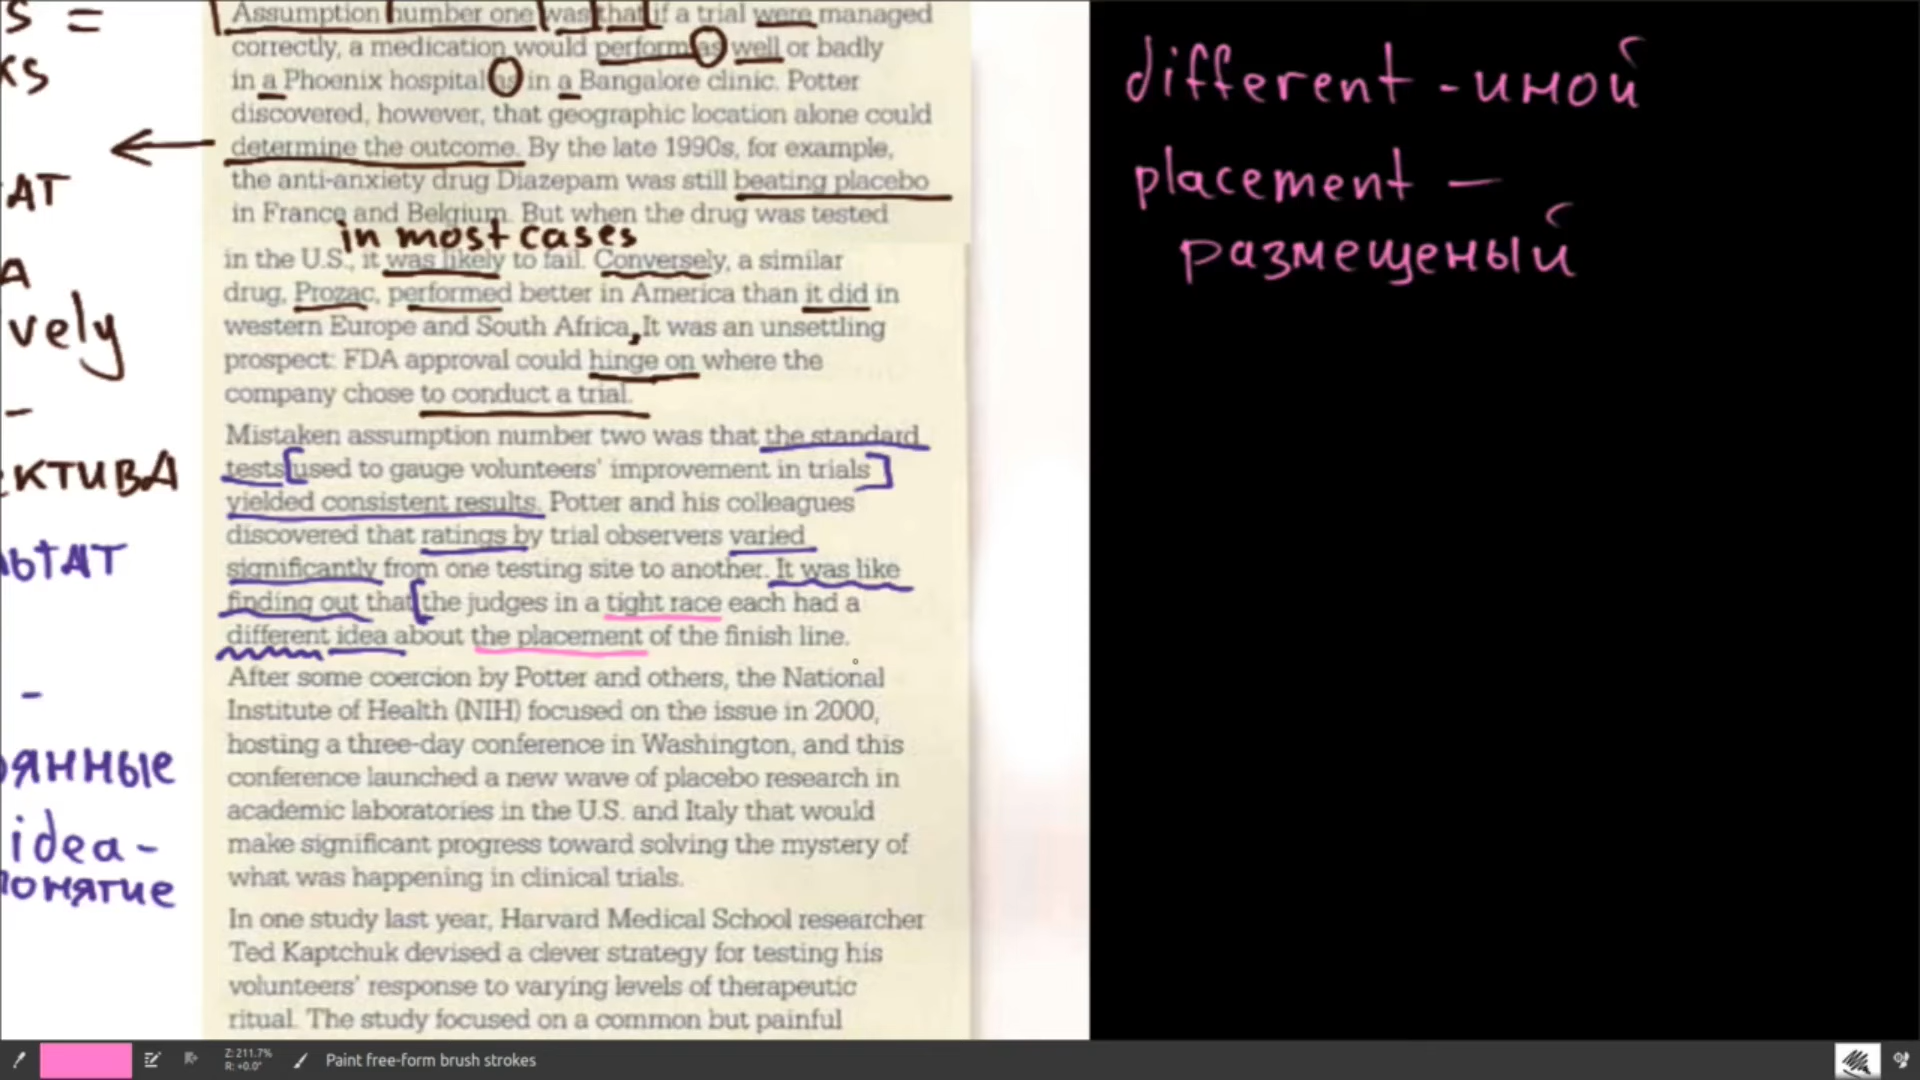 s =
ks
АТ
А
vely
–
ЕКТИВА
ЬТАТ
-
ЯННЫЕ
idea-
понятие
Assumption number one was that if a trial were managed
correctly, a medication would perform as well or badly
in a Phoenix hospital as in a Bangalore clinic. Potter
discovered, however, that geographic location alone could
determine the outcome. By the late 1990s, for example,
the anti-anxiety drug Diazepam was still beating placebo
in France and Belgium. But when the drug was tested
in most cases
in the U.S., it was likely to fail. Conversely, a similar
drug, Prozac, performed better in America than it did in
western Europe and South Africa. It was an unsettling
prospect: FDA approval could hinge on where the
company chose to conduct a trial.
Mistaken assumption number two was that the standard
tests [used to gauge volunteers' improvement in trials]
yielded consistent results. Potter and his colleagues
discovered that ratings by trial observers varied
significantly from one testing site to another. It was like
finding out that [the judges in a tight race each had a
different idea about the placement of the finish line.
After some coercion by Potter and others, the National
Institute of Health (NIH) focused on the issue in 2000,
hosting a three-day conference in Washington, and this
conference launched a new wave of placebo research in
academic laboratories in the U.S. and Italy that would
make significant progress toward solving the mystery of
what was happening in clinical trials.
In one study last year, Harvard Medical School researcher
Ted Kaptchuk devised a clever strategy for testing his
volunteers' response to varying levels of therapeutic
ritual. The study focused on a common but painful
different - иной
placement —
размещеный
Z: 211.7%
R: +0.0°
Paint free-form brush strokes